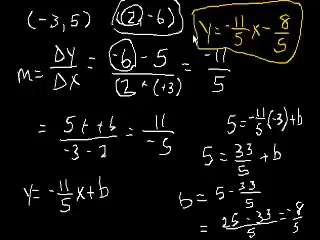 (-3, 5) (2, -6)
y = -11/5 x - 8/5
m = Δy/Δx = (-6 - 5)/(2 - (-3)) = -11/5
= (5 + +6)/(-3 - 2) = 11/-5
y = -11/5 x + b
5 = -11/5 (-3) + b
5 = 33/5 + b
b = 5 - 33/5
= (25 - 33)/5 = -8/5